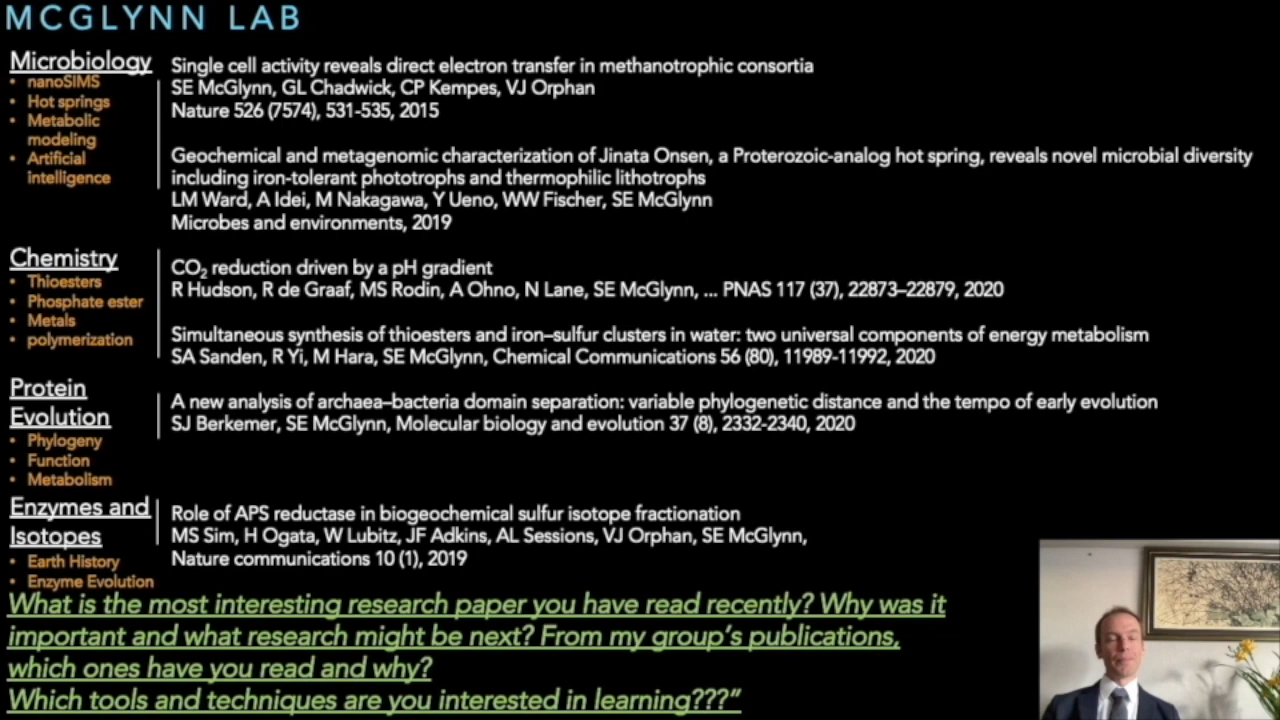 MCGLYNN LAB
Microbiology
• nanoSIMS
• Hot springs
• Metabolic
modeling
• Artificial
intelligence
Single cell activity reveals direct electron transfer in methanotrophic consortia
SE McGlynn, GL Chadwick, CP Kempes, VJ Orphan
Nature 526 (7574), 531-535, 2015
Geochemical and metagenomic characterization of Jinata Onsen, a Proterozoic-analog hot spring, reveals novel microbial diversity
including iron-tolerant phototrophs and thermophilic lithotrophs
LM Ward, A Idei, M Nakagawa, Y Ueno, WW Fischer, SE McGlynn
Microbes and environments, 2019
Chemistry
• Thioesters
• Phosphate ester
• Metals
• polymerization
CO₂ reduction driven by a pH gradient
R Hudson, R de Graaf, MS Rodin, A Ohno, N Lane, SE McGlynn, ... PNAS 117 (37), 22873–22879, 2020
Simultaneous synthesis of thioesters and iron–sulfur clusters in water: two universal components of energy metabolism
SA Sanden, R Yi, M Hara, SE McGlynn, Chemical Communications 56 (80), 11989-11992, 2020
Protein
Evolution
• Phylogeny
• Function
• Metabolism
A new analysis of archaea–bacteria domain separation: variable phylogenetic distance and the tempo of early evolution
SJ Berkemer, SE McGlynn, Molecular biology and evolution 37 (8), 2332-2340, 2020
Enzymes and
Isotopes
• Earth History
• Enzyme Evolution
Role of APS reductase in biogeochemical sulfur isotope fractionation
MS Sim, H Ogata, W Lubitz, JF Adkins, AL Sessions, VJ Orphan, SE McGlynn,
Nature communications 10 (1), 2019
What is the most interesting research paper you have read recently? Why was it
important and what research might be next? From my group's publications,
which ones have you read and why?
Which tools and techniques are you interested in learning???"